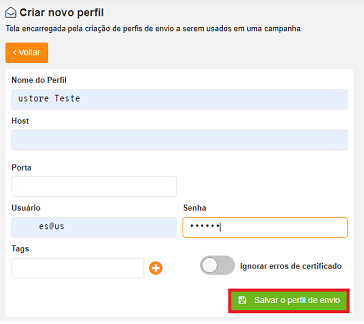 Criar novo perfil
Tela encarregada pela criação de perfis de envio a serem usados em uma campanha.
‹ Voltar
Nome do Perfil
ustore Teste
Host
Porta
Usuário Senha
es@us ••••••
Tags
Ignorar erros de certificado
Salvar o perfil de envio